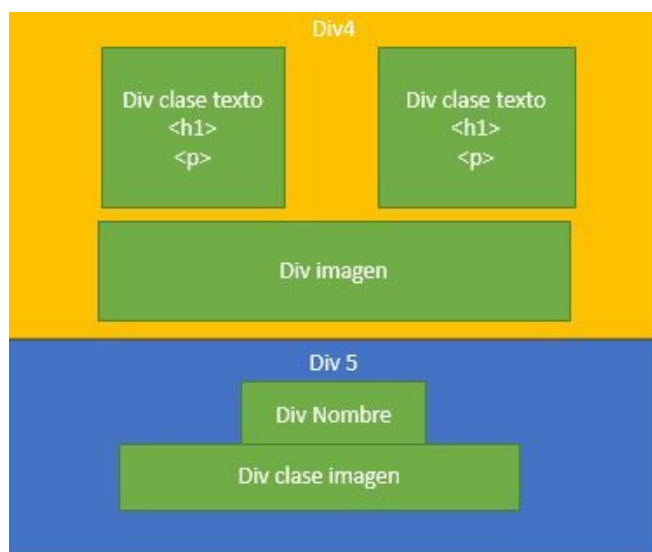 Div4
Div clase texto
<h1>
<p>
Div clase texto
<h1>
<p>
Div imagen
Div 5
Div Nombre
Div clase imagen